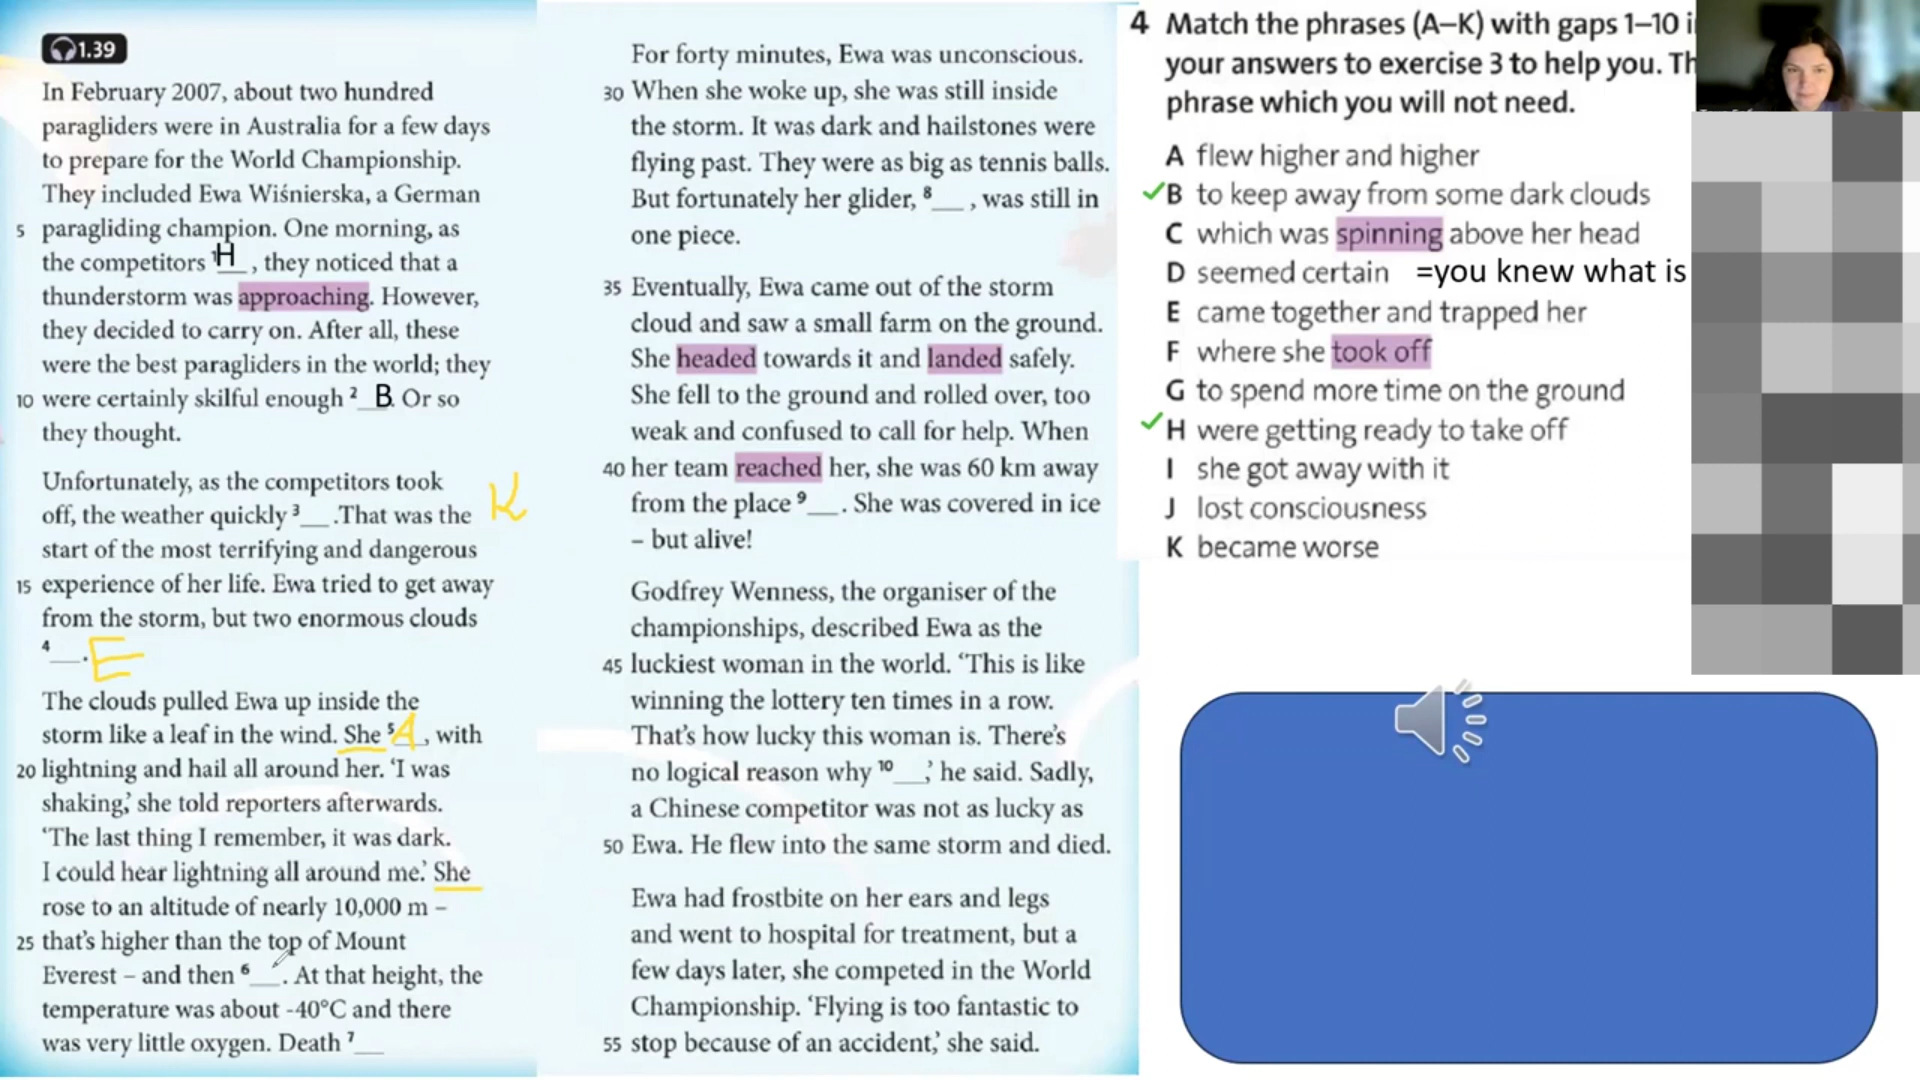 1.39
In February 2007, about two hundred
paragliders were in Australia for a few days
to prepare for the World Championship.
They included Ewa Wiśnierska, a German
5 paragliding champion. One morning, as
the competitors ¹ H , they noticed that a
thunderstorm was approaching. However,
they decided to carry on. After all, these
were the best paragliders in the world; they
10 were certainly skilful enough ² B. Or so
they thought.
Unfortunately, as the competitors took
off, the weather quickly ³__ .That was the K
start of the most terrifying and dangerous
15 experience of her life. Ewa tried to get away
from the storm, but two enormous clouds
⁴__. E
The clouds pulled Ewa up inside the
storm like a leaf in the wind. She ⁵ A , with
20 lightning and hail all around her. ‘I was
shaking,’ she told reporters afterwards.
‘The last thing I remember, it was dark.
I could hear lightning all around me.’ She
rose to an altitude of nearly 10,000 m –
25 that’s higher than the top of Mount
Everest – and then ⁶__. At that height, the
temperature was about -40°C and there
was very little oxygen. Death ⁷__
For forty minutes, Ewa was unconscious.
30 When she woke up, she was still inside
the storm. It was dark and hailstones were
flying past. They were as big as tennis balls.
But fortunately her glider, ⁸__ , was still in
one piece.
35 Eventually, Ewa came out of the storm
cloud and saw a small farm on the ground.
She headed towards it and landed safely.
She fell to the ground and rolled over, too
weak and confused to call for help. When
40 her team reached her, she was 60 km away
from the place ⁹__. She was covered in ice
– but alive!
Godfrey Wenness, the organiser of the
championships, described Ewa as the
45 luckiest woman in the world. ‘This is like
winning the lottery ten times in a row.
That’s how lucky this woman is. There’s
no logical reason why ¹⁰__,’ he said. Sadly,
a Chinese competitor was not as lucky as
50 Ewa. He flew into the same storm and died.
Ewa had frostbite on her ears and legs
and went to hospital for treatment, but a
few days later, she competed in the World
Championship. ‘Flying is too fantastic to
55 stop because of an accident,’ she said.
4 Match the phrases (A–K) with gaps 1–10
your answers to exercise 3 to help you.
phrase which you will not need.
A flew higher and higher
B to keep away from some dark clouds
C which was spinning above her head
D seemed certain =you knew what is
E came together and trapped her
F where she took off
G to spend more time on the ground
H were getting ready to take off
I she got away with it
J lost consciousness
K became worse